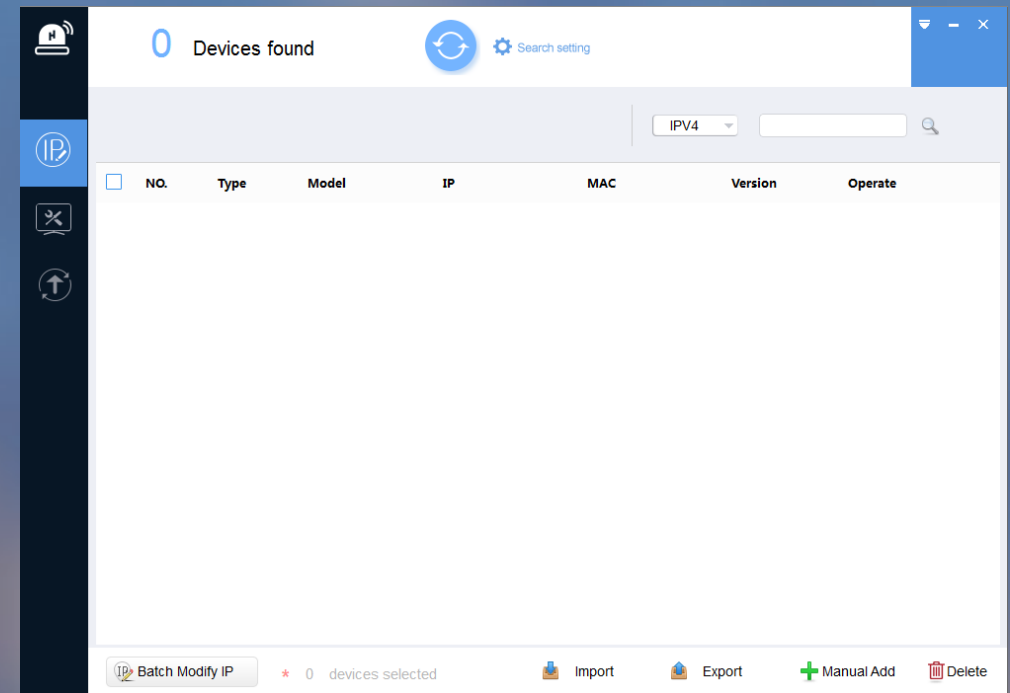 0 Devices found
Search setting
IPV4
NO. Type Model IP MAC Version Operate
Batch Modify IP * 0 devices selected Import Export Manual Add Delete